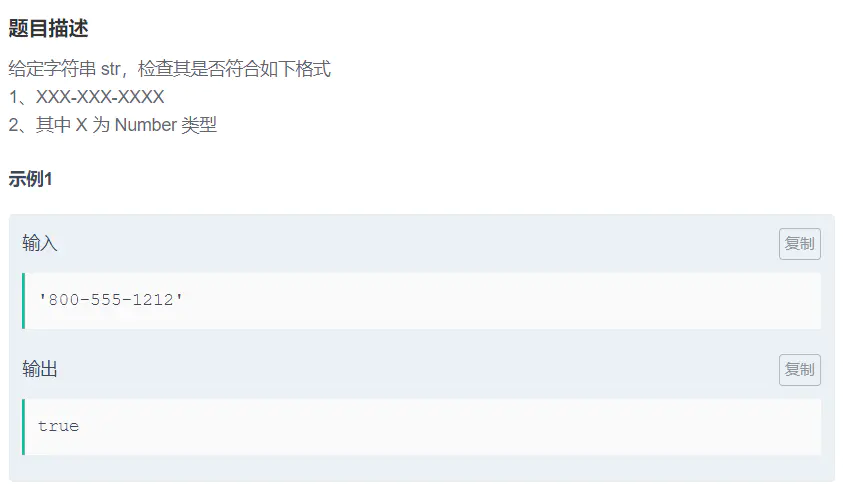 题目描述
给定字符串 str，检查其是否符合如下格式
1、XXX-XXX-XXXX
2、其中 X 为 Number 类型
示例1
输入
复制
'800-555-1212'
输出
复制
true